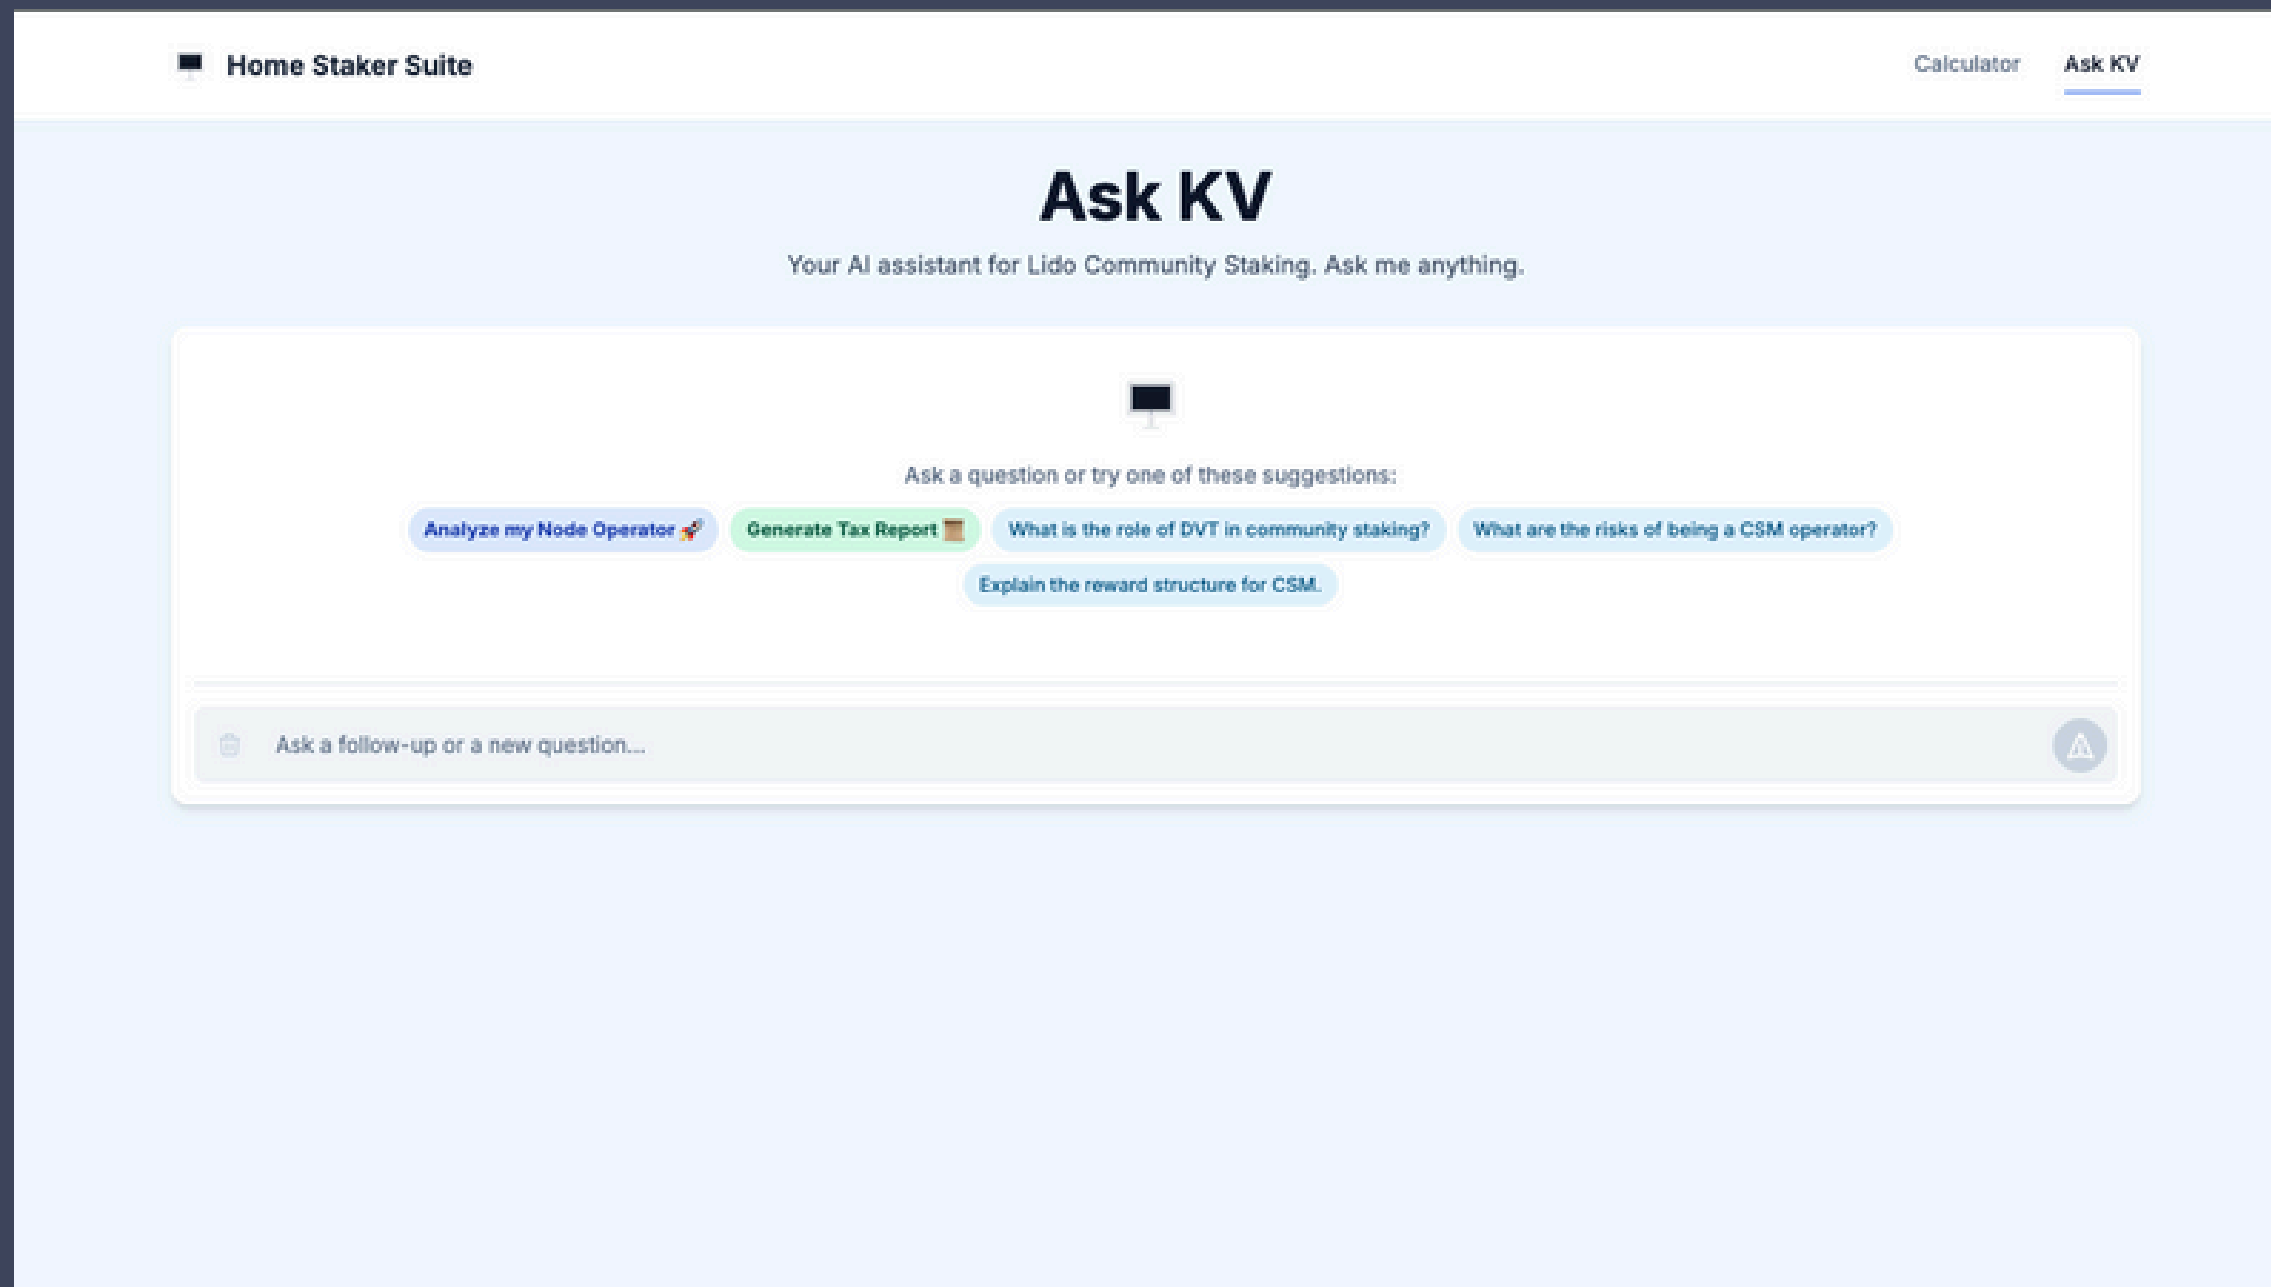 Home Staker Suite
Calculator
Ask KV
Ask KV
Your AI assistant for Lido Community Staking. Ask me anything.
Ask a question or try one of these suggestions:
Analyze my Node Operator 🚀
Generate Tax Report 📜
What is the role of DVT in community staking?
What are the risks of being a CSM operator?
Explain the reward structure for CSM.
Ask a follow-up or a new question...